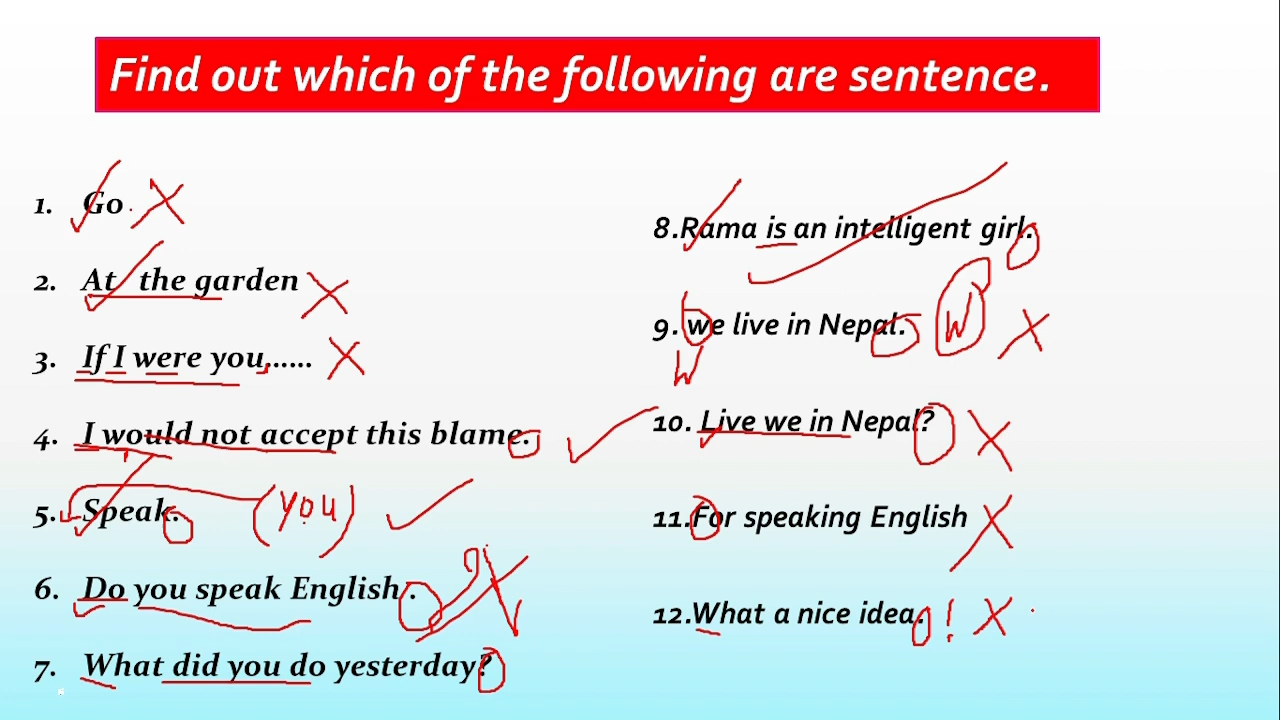 Find out which of the following are sentence.
1. Go.
2. At the garden
3. If I were you,......
4. I would not accept this blame.
5. Speak. (you)
6. Do you speak English.
7. What did you do yesterday?
8.Rama is an intelligent girl.
9. we live in Nepal. W
W
10. Live we in Nepal?
11.For speaking English
12.What a nice idea. !